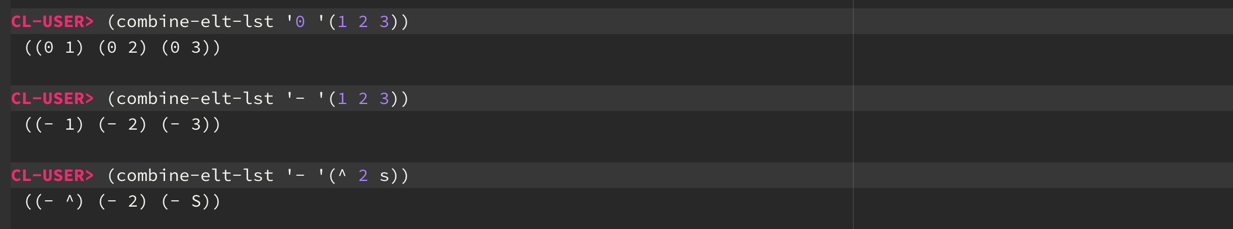 CL-USER> (combine-elt-lst '0 '(1 2 3))
((0 1) (0 2) (0 3))
CL-USER> (combine-elt-lst '- '(1 2 3))
((- 1) (- 2) (- 3))
CL-USER> (combine-elt-lst '- '(^ 2 s))
((- ^) (- 2) (- S))